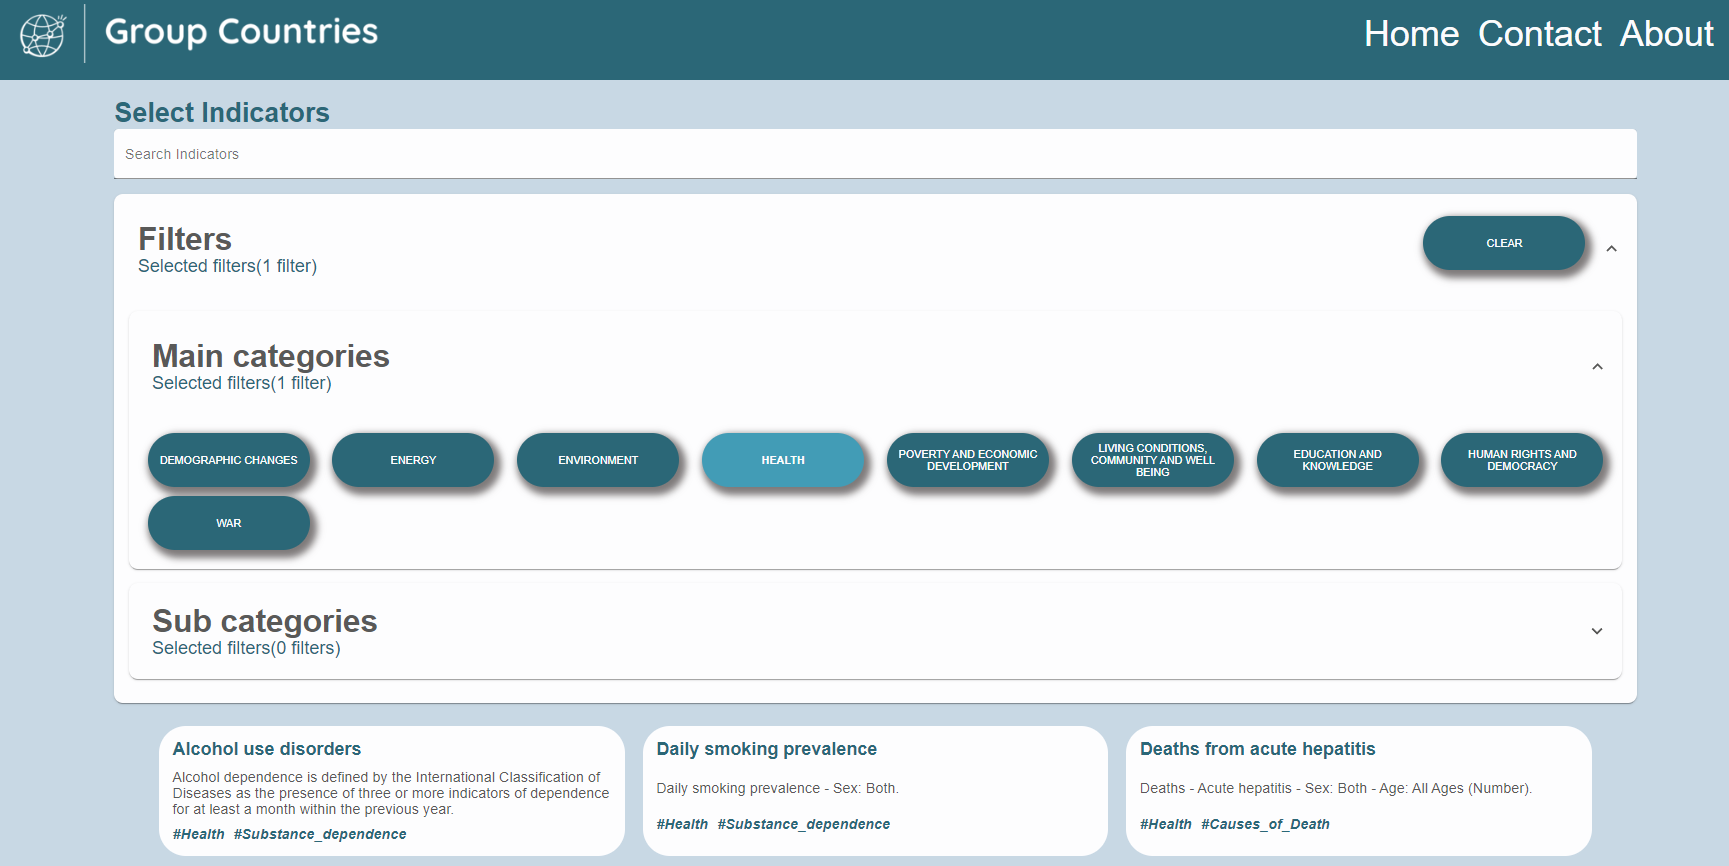 Group Countries
Home Contact About
Select Indicators
Search Indicators
Filters
Selected filters(1 filter)
CLEAR
Main categories
Selected filters(1 filter)
DEMOGRAPHIC CHANGES
ENERGY
ENVIRONMENT
HEALTH
POVERTY AND ECONOMIC
DEVELOPMENT
LIVING CONDITIONS,
COMMUNITY AND WELL
BEING
EDUCATION AND
KNOWLEDGE
HUMAN RIGHTS AND
DEMOCRACY
WAR
Sub categories
Selected filters(0 filters)
Alcohol use disorders
Alcohol dependence is defined by the International Classification of
Diseases as the presence of three or more indicators of dependence
for at least a month within the previous year.
#Health #Substance_dependence
Daily smoking prevalence
Daily smoking prevalence - Sex: Both.
#Health #Substance_dependence
Deaths from acute hepatitis
Deaths - Acute hepatitis - Sex: Both - Age: All Ages (Number).
#Health #Causes_of_Death